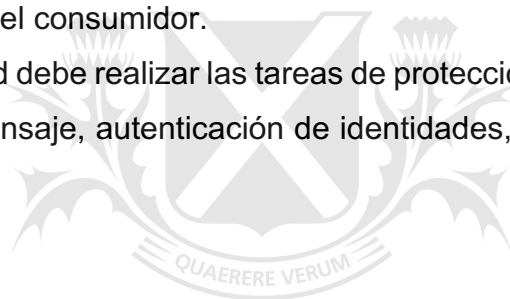 el consumidor.
debe realizar las tareas de protecció
nsaje, autenticación de identidades,
QUAERERE VERUM